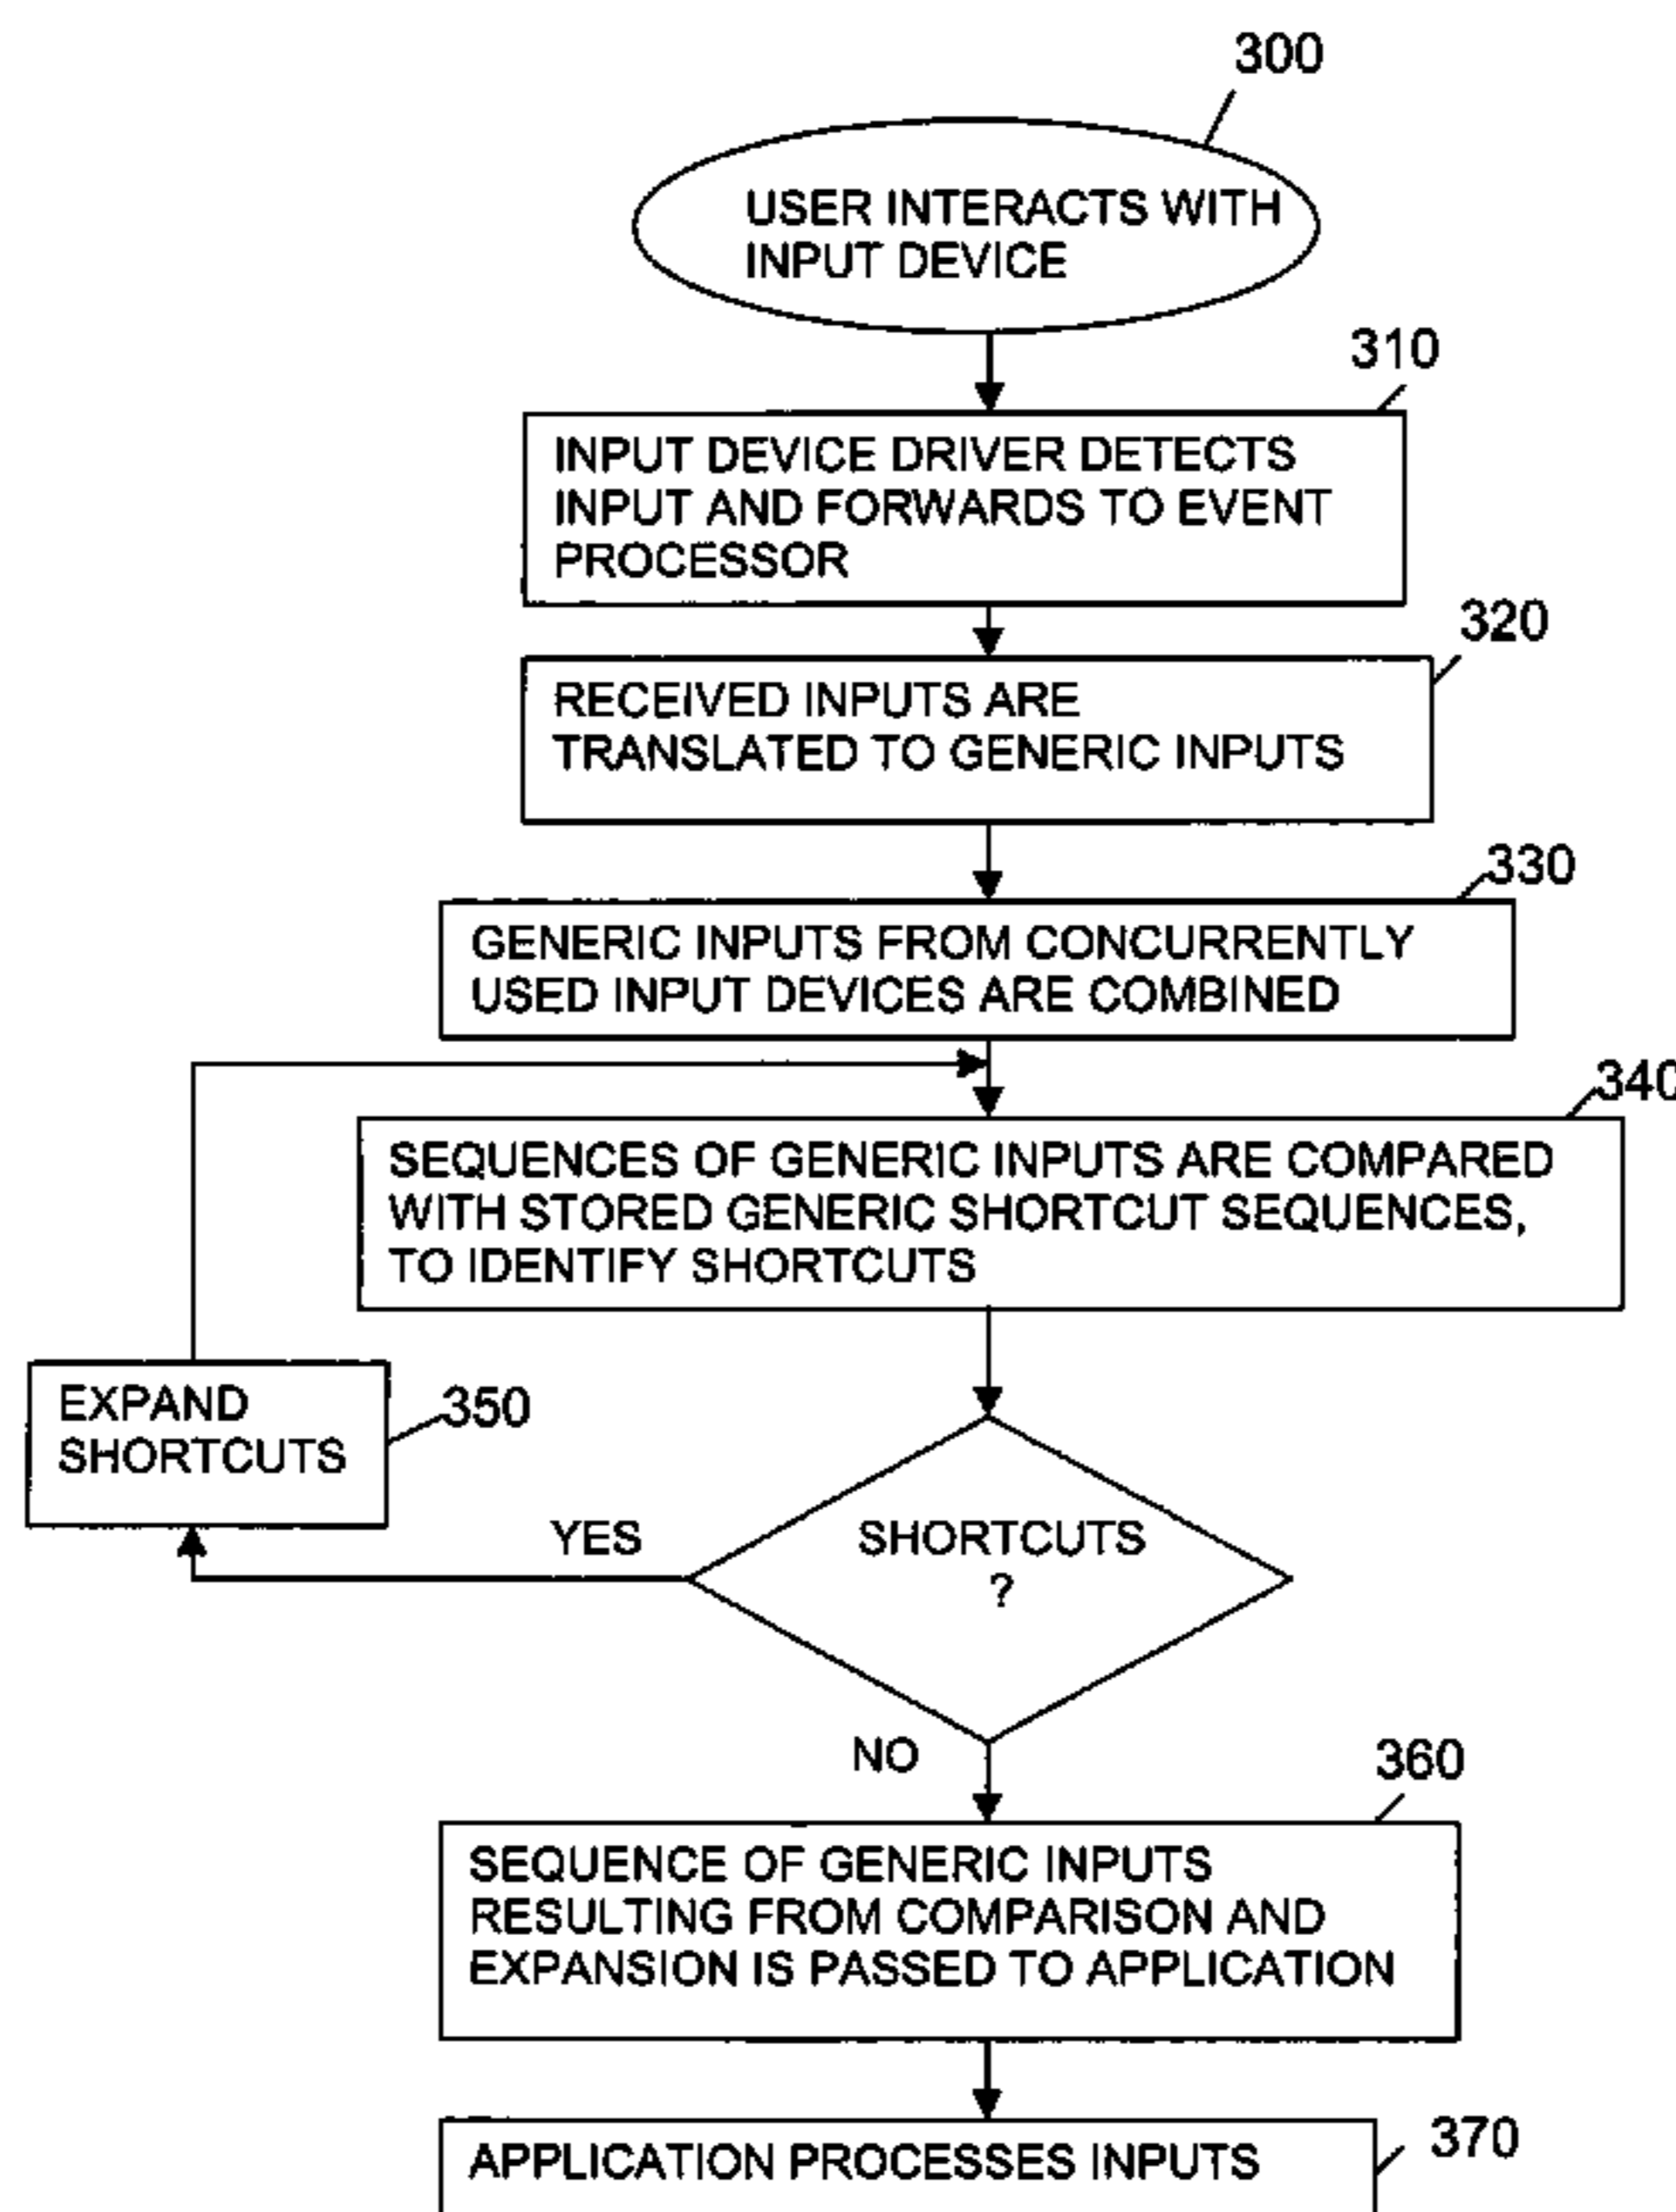 300
USER INTERACTS WITH
INPUT DEVICE
310
INPUT DEVICE DRIVER DETECTS
INPUT AND FORWARDS TO EVENT
PROCESSOR
320
RECEIVED INPUTS ARE
TRANSLATED TO GENERIC INPUTS
330
GENERIC INPUTS FROM CONCURRENTLY
USED INPUT DEVICES ARE COMBINED
340
SEQUENCES OF GENERIC INPUTS ARE COMPARED
WITH STORED GENERIC SHORTCUT SEQUENCES,
TO IDENTIFY SHORTCUTS
EXPAND
SHORTCUTS
350
YES
SHORTCUTS
?
NO
360
SEQUENCE OF GENERIC INPUTS
RESULTING FROM COMPARISON AND
EXPANSION IS PASSED TO APPLICATION
370
APPLICATION PROCESSES INPUTS